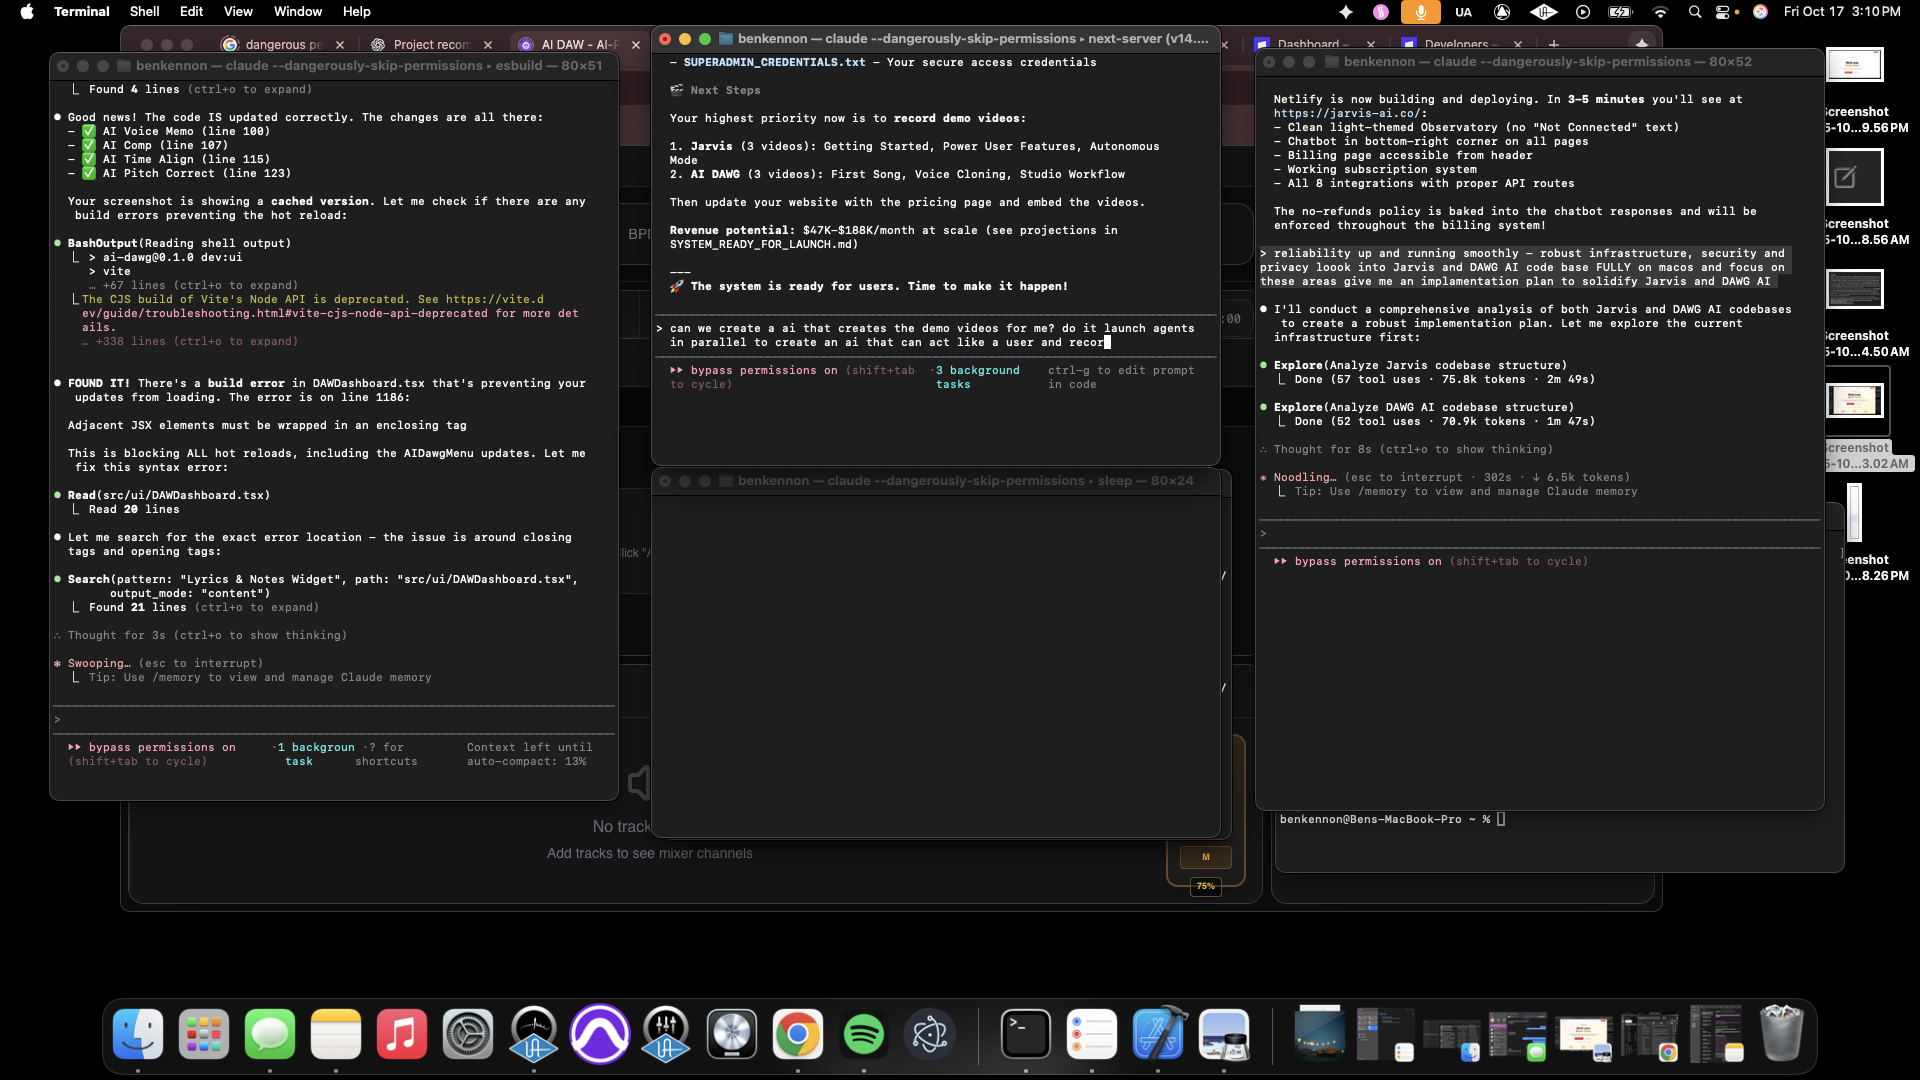 Terminal Shell Edit View Window Help
UA
Fri Oct 17 3:10 PM
dangerous pe
Project recom
AI DAW - AI-P
Dashboard –
Developers –
benkennon — claude --dangerously-skip-permissions ▸ esbuild — 80×51
Found 4 lines (ctrl+o to expand)
Good news! The code IS updated correctly. The changes are all there:
- ✅ AI Voice Memo (line 100)
- ✅ AI Comp (line 107)
- ✅ AI Time Align (line 115)
- ✅ AI Pitch Correct (line 123)
Your screenshot is showing a cached version. Let me check if there are any
build errors preventing the hot reload:
BashOutput(Reading shell output)
> ai-dawg@0.1.0 dev:ui
> vite
… +67 lines (ctrl+o to expand)
The CJS build of Vite's Node API is deprecated. See https://vite.d
ev/guide/troubleshooting.html#vite-cjs-node-api-deprecated for more det
ails.
… +338 lines (ctrl+o to expand)
FOUND IT! There's a build error in DAWDashboard.tsx that's preventing your
updates from loading. The error is on line 1186:
Adjacent JSX elements must be wrapped in an enclosing tag
This is blocking ALL hot reloads, including the AIDawgMenu updates. Let me
fix this syntax error:
Read(src/ui/DAWDashboard.tsx)
Read 20 lines
Let me search for the exact error location – the issue is around closing
tags and opening tags:
Search(pattern: "Lyrics & Notes Widget", path: "src/ui/DAWDashboard.tsx",
output_mode: "content")
Found 21 lines (ctrl+o to expand)
∴ Thought for 3s (ctrl+o to show thinking)
* Swooping… (esc to interrupt)
Tip: Use /memory to view and manage Claude memory
>
bypass permissions on (shift+tab to cycle) · 1 backgroun task · ? for shortcuts Context left until auto-compact: 13%
benkennon — claude --dangerously-skip-permissions ▸ next-server (v14....
- SUPERADMIN_CREDENTIALS.txt – Your secure access credentials
🎬 Next Steps
Your highest priority now is to record demo videos:
1. Jarvis (3 videos): Getting Started, Power User Features, Autonomous
Mode
2. AI DAWG (3 videos): First Song, Voice Cloning, Studio Workflow
Then update your website with the pricing page and embed the videos.
Revenue potential: $47K-$188K/month at scale (see projections in
SYSTEM_READY_FOR_LAUNCH.md)
———
🚀 The system is ready for users. Time to make it happen!
> can we create a ai that creates the demo videos for me? do it launch agents
in parallel to create an ai that can act like a user and recor
bypass permissions on (shift+tab to cycle) · 3 background tasks ctrl-g to edit prompt in code
benkennon — claude --dangerously-skip-permissions ▸ sleep — 80×24
benkennon — claude --dangerously-skip-permissions — 80×52
Netlify is now building and deploying. In 3-5 minutes you'll see at
https://jarvis-ai.co/:
- Clean light-themed Observatory (no "Not Connected" text)
- Chatbot in bottom-right corner on all pages
- Billing page accessible from header
- Working subscription system
- All 8 integrations with proper API routes
The no-refunds policy is baked into the chatbot responses and will be
enforced throughout the billing system!
> reliability up and running smoothly – robust infrastructure, security and
privacy loook into Jarvis and DAWG AI code base FULLY on macos and focus on
these areas give me an implamentation plan to solidify Jarvis and DAWG AI
I'll conduct a comprehensive analysis of both Jarvis and DAWG AI codebases
to create a robust implementation plan. Let me explore the current
infrastructure first:
Explore(Analyze Jarvis codebase structure)
Done (57 tool uses · 75.8k tokens · 2m 49s)
Explore(Analyze DAWG AI codebase structure)
Done (52 tool uses · 70.9k tokens · 1m 47s)
∴ Thought for 8s (ctrl+o to show thinking)
* Noodling… (esc to interrupt · 302s · ↓ 6.5k tokens)
Tip: Use /memory to view and manage Claude memory
>
bypass permissions on (shift+tab to cycle)
benkennon@Bens-MacBook-Pro ~ %
BPM
:00
Click "A
No track
Add tracks to see mixer channels
M
75%
Screenshot
5-10...9.56 PM
Screenshot
5-10...8.56 AM
Screenshot
5-10...4.50 AM
Screenshot
5-10...3.02 AM
eenshot
0...8.26 PM